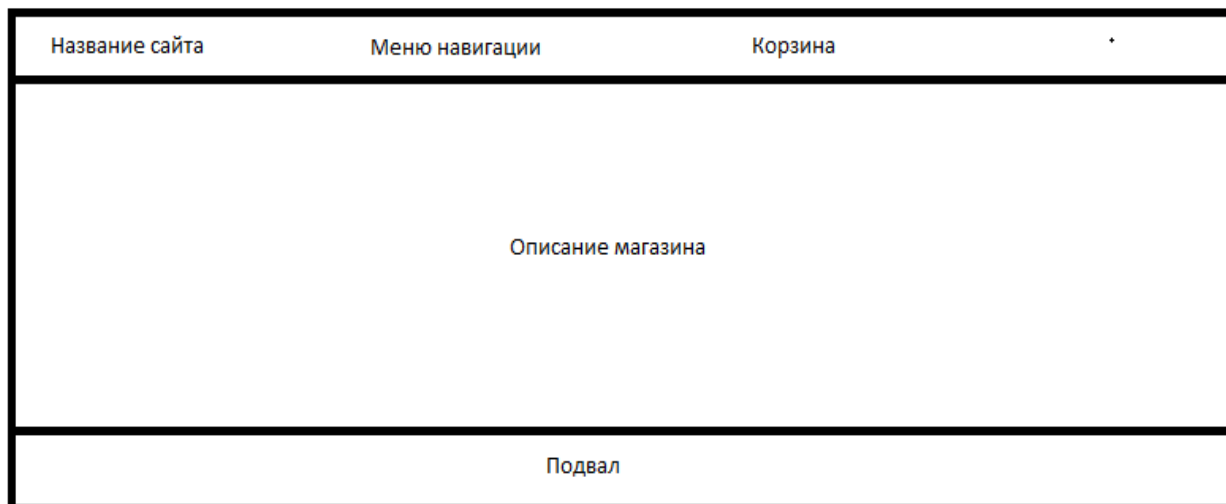 Название сайта Меню навигации Корзина
Описание магазина
Подвал